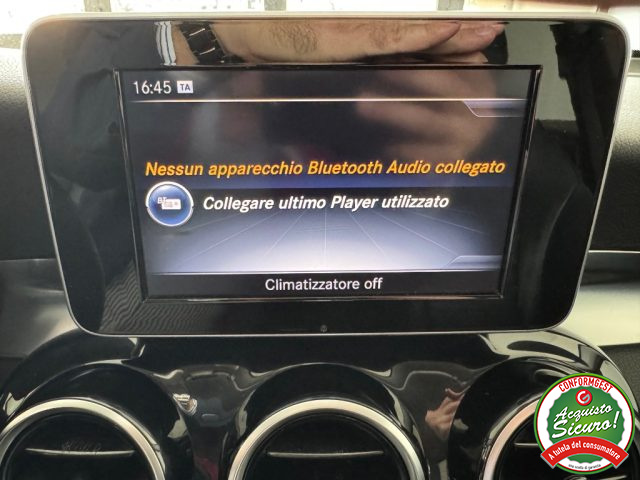 16:45 TA
Nessun apparecchio Bluetooth Audio collegato
BT
Collegare ultimo Player utilizzato
Climatizzatore off
CONFORMGEST
Acquisto
Sicuro!
A tutela del consumatore